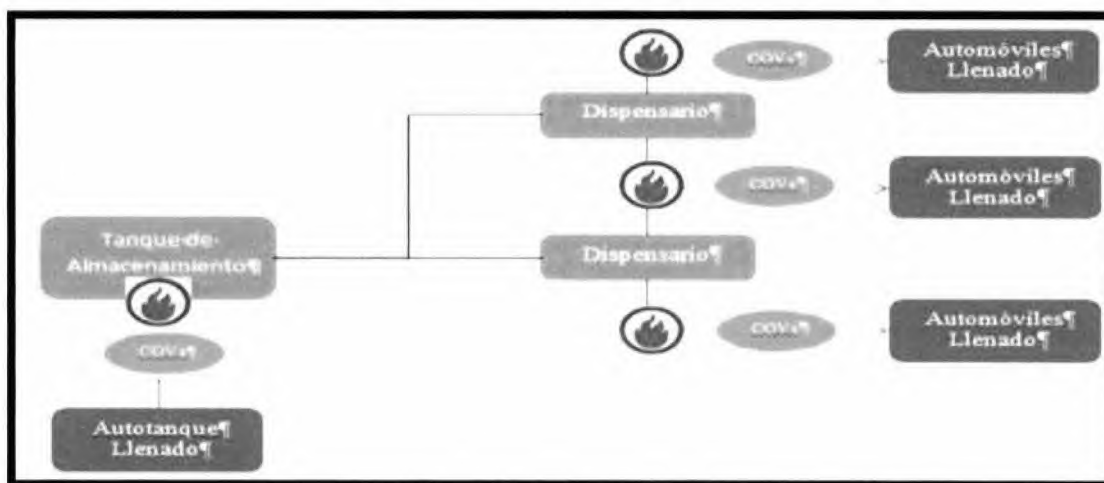 COVs¶
Automóviles¶
Llenado¶
Dispensario¶
COVs¶
Automóviles¶
Llenado¶
Tanque·de·
Almacenamiento¶
Dispensario¶
COVs¶
Automóviles¶
Llenado¶
COVs¶
Autotanque¶
Llenado¶